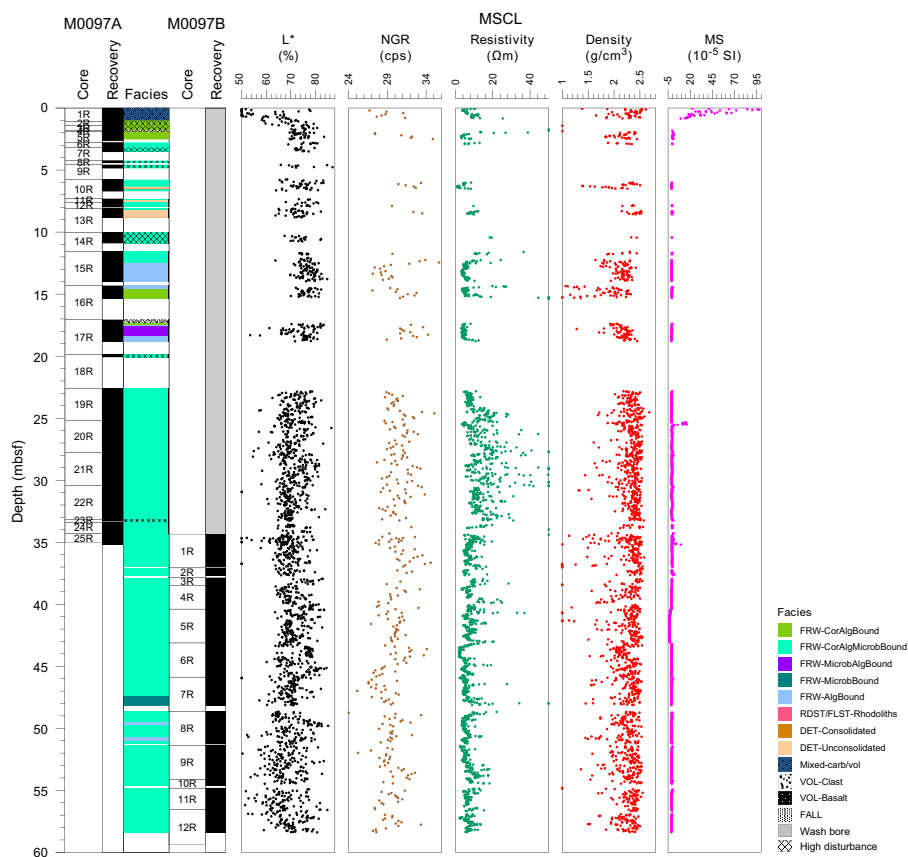 MSCL
M0097A
M0097B
Core
Recovery
Facies
Core
Recovery
L*
(%)
NGR
(cps)
Resistivity
(Ωm)
Density
(g/cm³)
MS
(10⁻⁵ SI)
50 60 70 80
24 29 34
0 20 40
1 1.5 2 2.5
-5 20 45 70 95
Depth (mbsf)
0
5
10
15
20
25
30
35
40
45
50
55
60
1R
6R
7R
8R
9R
10R
11R
12R
13R
14R
15R
16R
17R
18R
19R
20R
21R
22R
23R
24R
25R
1R
2R
3R
4R
5R
6R
7R
8R
9R
10R
11R
12R
Facies
FRW-CorAlgBound
FRW-CorAlgMicrobBound
FRW-MicrobAlgBound
FRW-MicrobBound
FRW-AlgBound
RDST/FLST-Rhodoliths
DET-Consolidated
DET-Unconsolidated
Mixed-carb/vol
VOL-Clast
VOL-Basalt
FALL
Wash bore
High disturbance